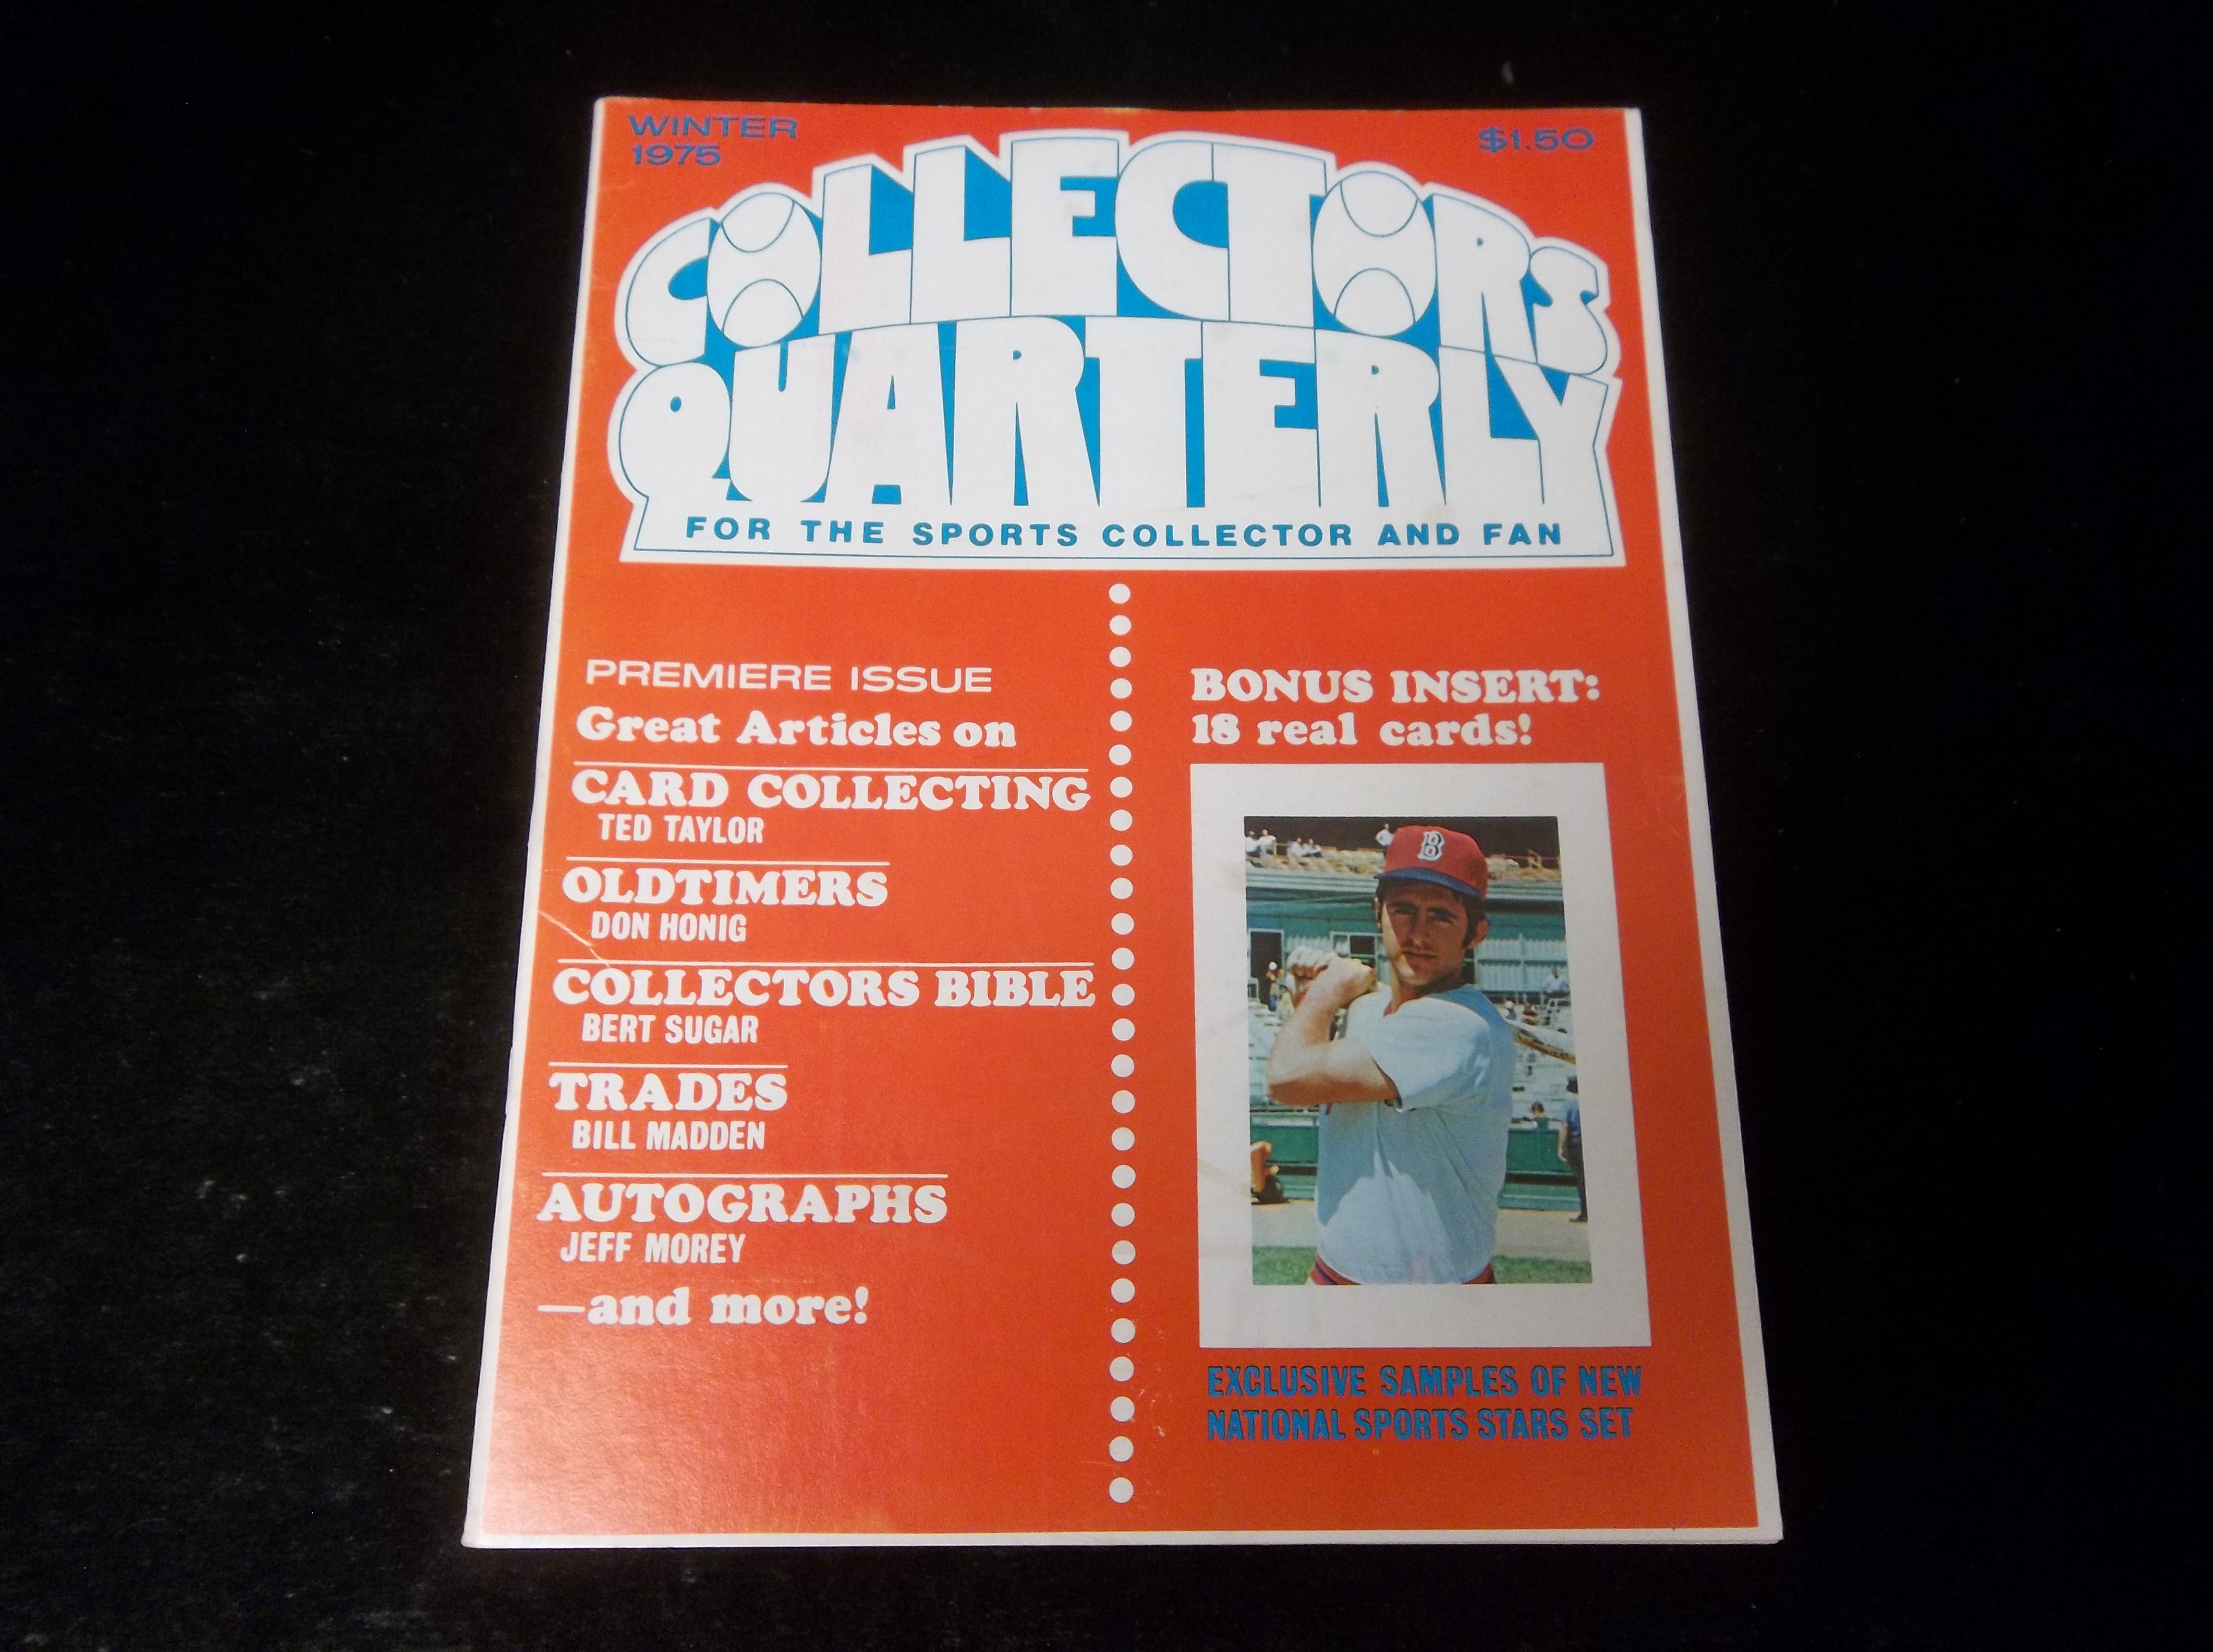 WINTER
1975
$1.50
COLLECTORS
QUARTERLY
FOR THE SPORTS COLLECTOR AND FAN
PREMIERE ISSUE
Great Articles on
CARD COLLECTING
TED TAYLOR
OLDTIMERS
DON HONIG
COLLECTORS BIBLE
BERT SUGAR
TRADES
BILL MADDEN
AUTOGRAPHS
JEFF MOREY
—and more!
BONUS INSERT:
18 real cards!
B
EXCLUSIVE SAMPLES OF NEW
NATIONAL SPORTS STARS SET